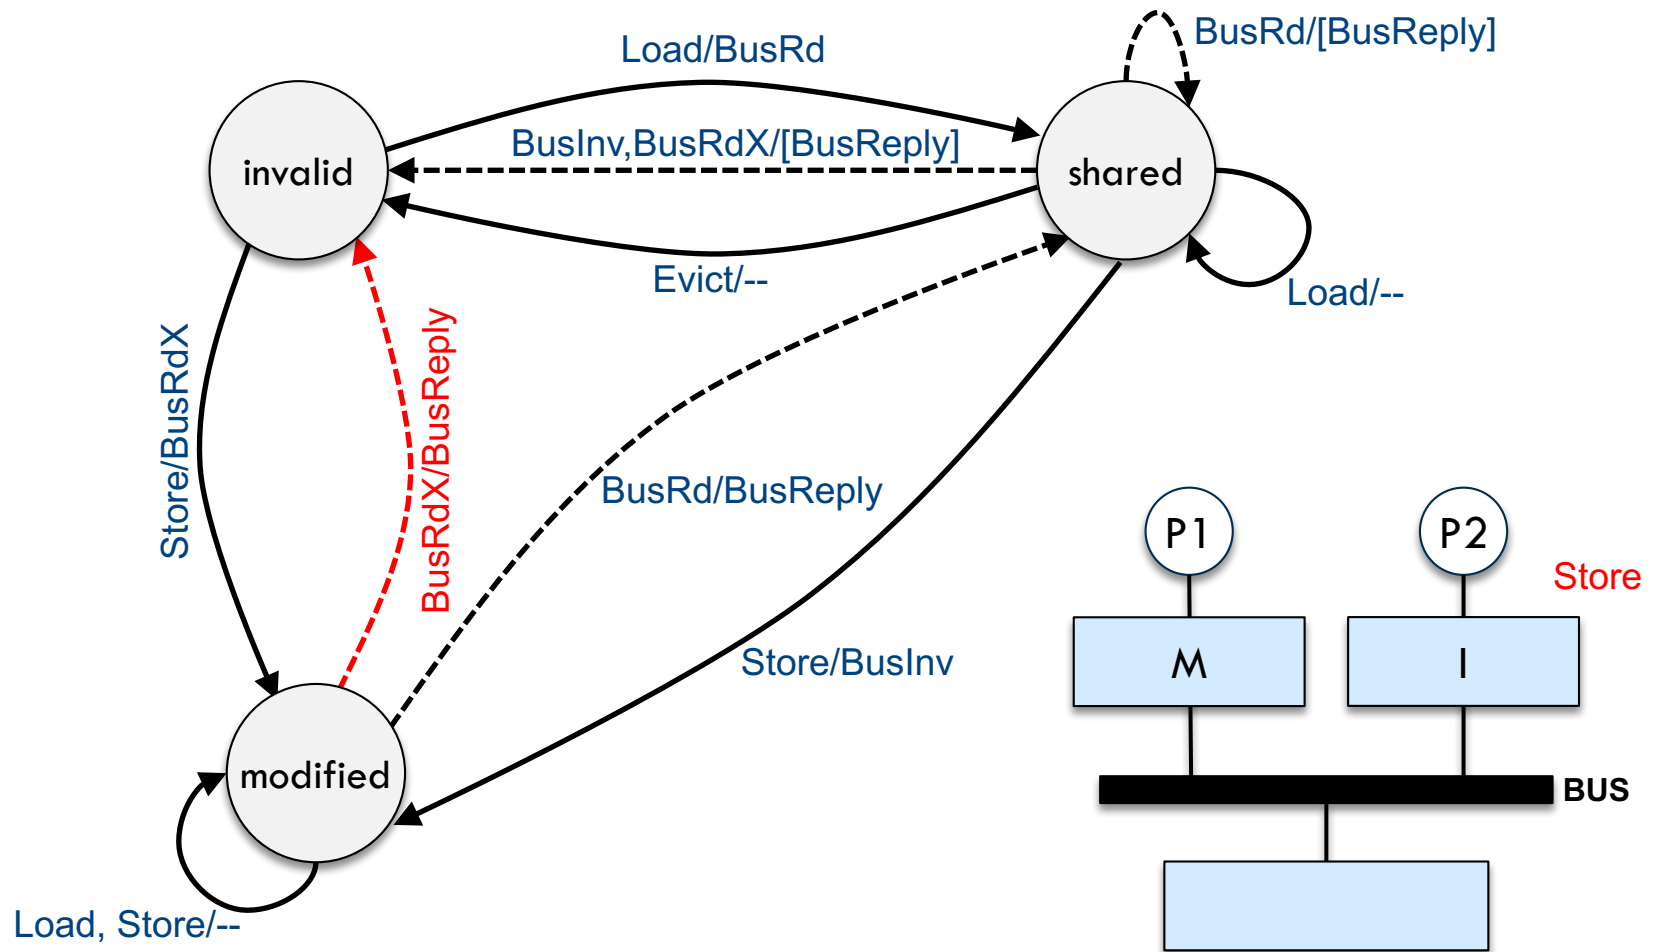 BusRd/[BusReply]
Load/BusRd
BusInv,BusRdX/[BusReply]
invalid
shared
Evict/--
Load/--
Store/BusRdX
BusRdX/BusReply
BusRd/BusReply
P1
P2
Store
Store/BusInv
M
I
modified
BUS
Load, Store/--